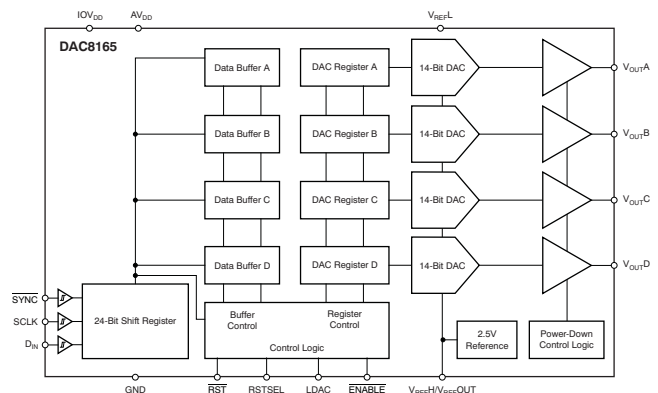 IOVDD AVDD VREFL
DAC8165
Data Buffer A DAC Register A 14-Bit DAC VOUTA
Data Buffer B DAC Register B 14-Bit DAC VOUTB
Data Buffer C DAC Register C 14-Bit DAC VOUTC
Data Buffer D DAC Register D 14-Bit DAC VOUTD
SYNC
SCLK
DIN
24-Bit Shift Register
Buffer
Control
Register
Control
Control Logic
2.5V
Reference
Power-Down
Control Logic
GND RST RSTSEL LDAC ENABLE VREFH/VREFOUT